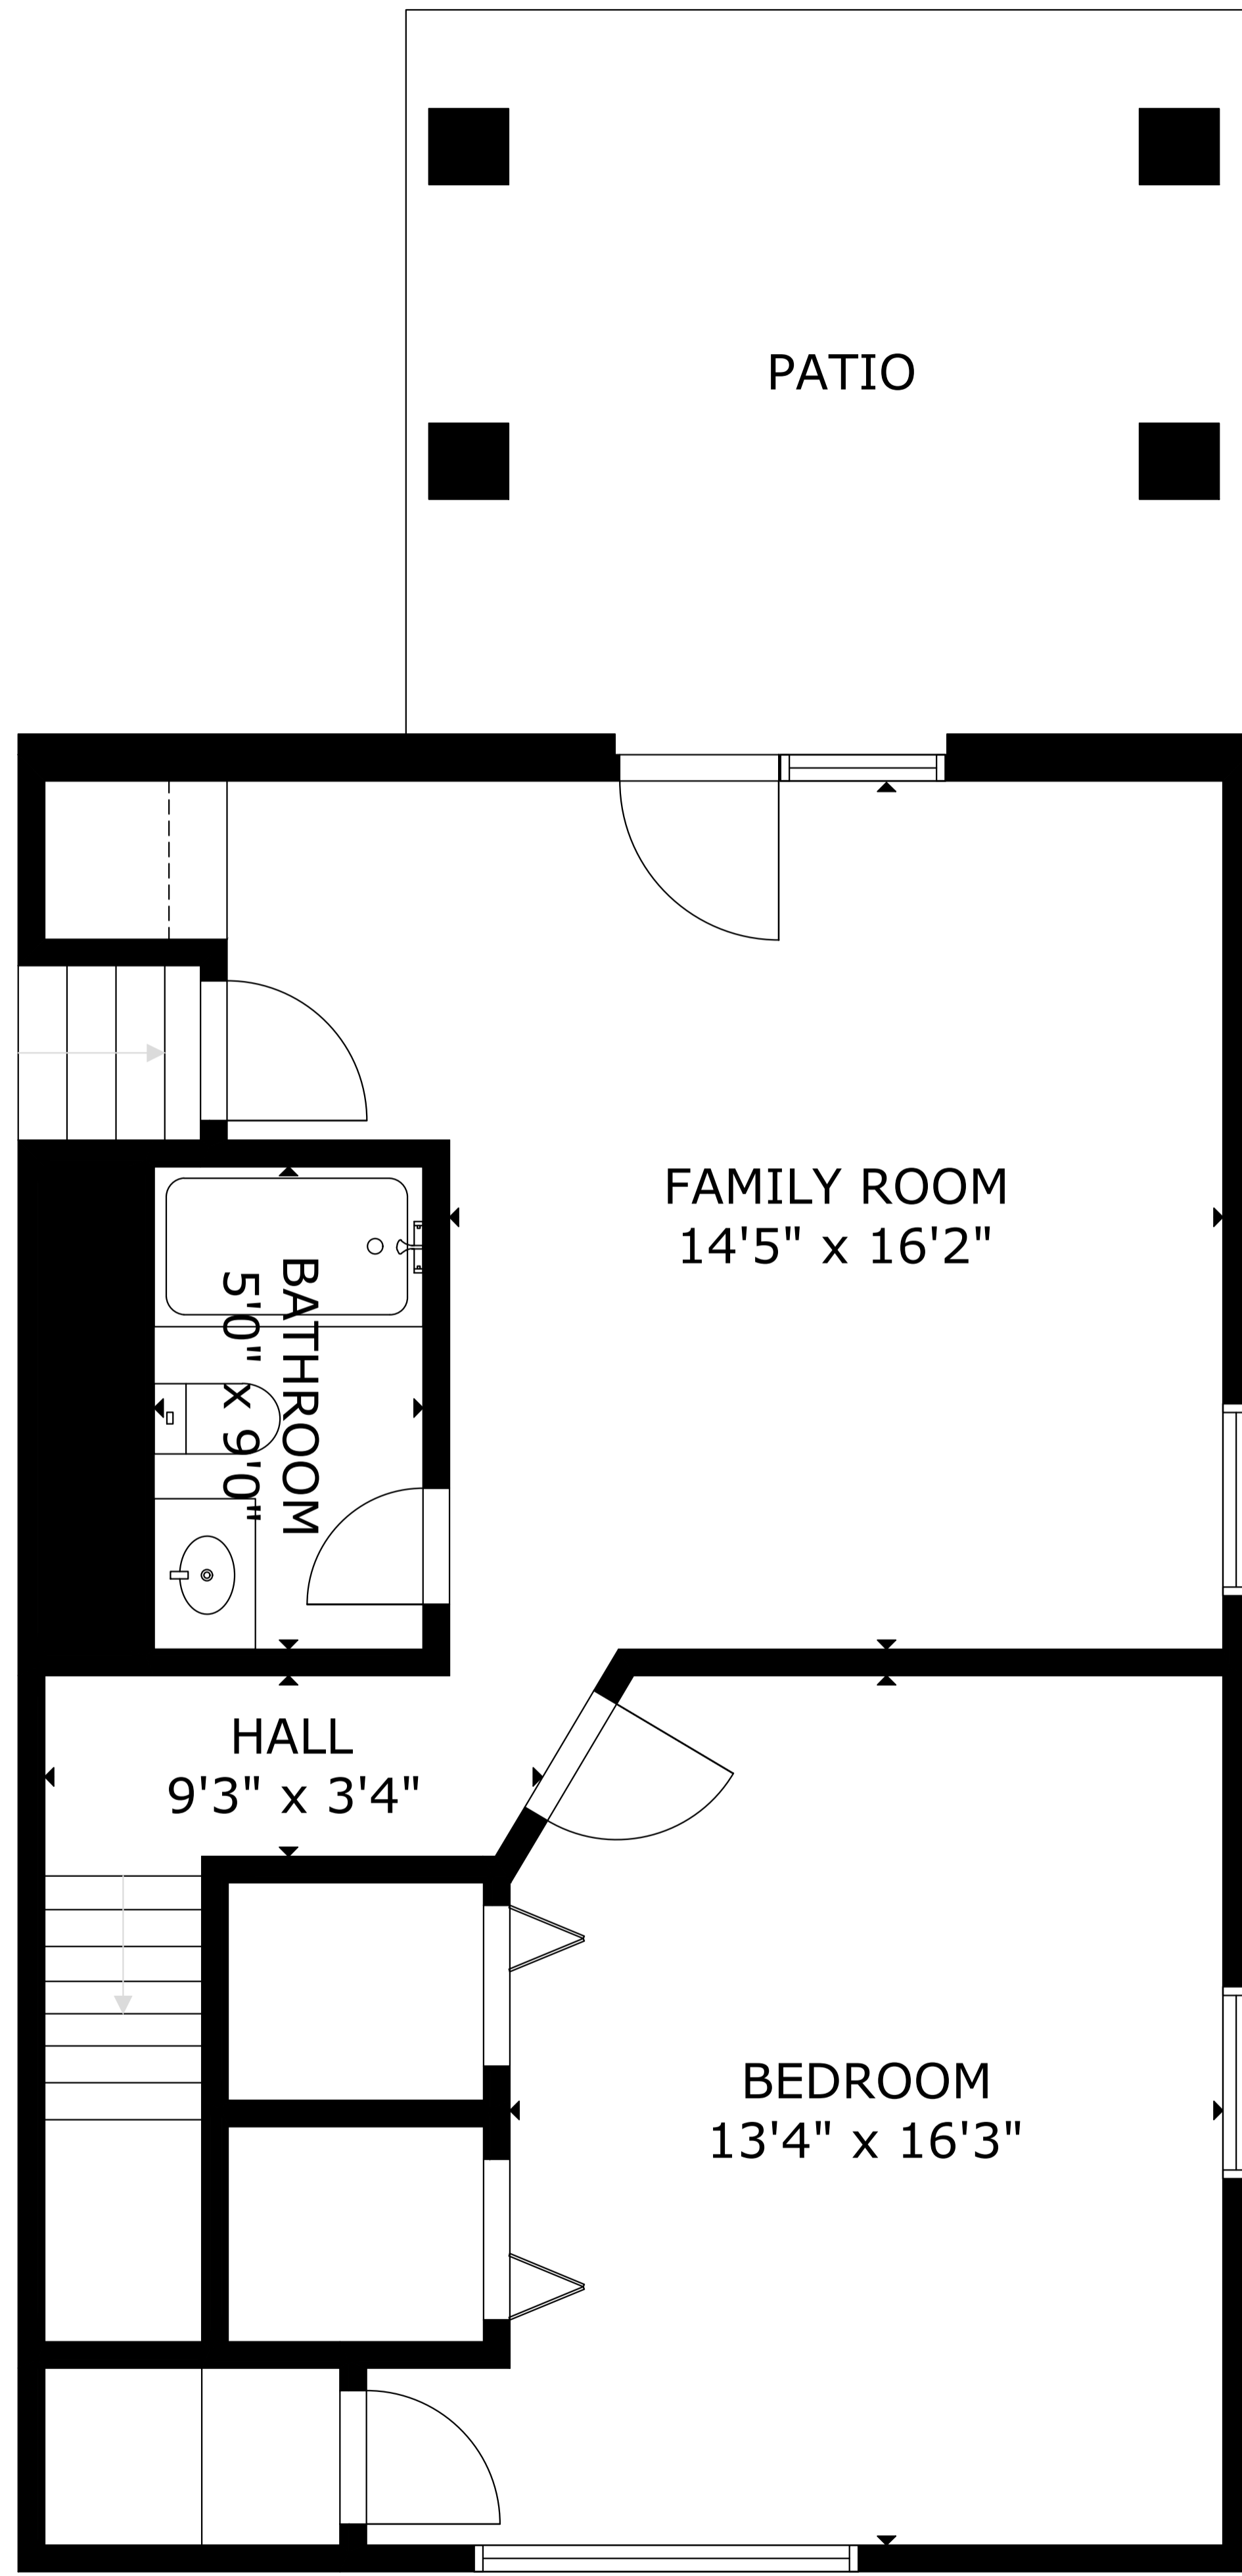 PATIO
FAMILY ROOM
14'5" x 16'2"
BATHROOM
5'0" x 9'0"
HALL
9'3" x 3'4"
BEDROOM
13'4" x 16'3"